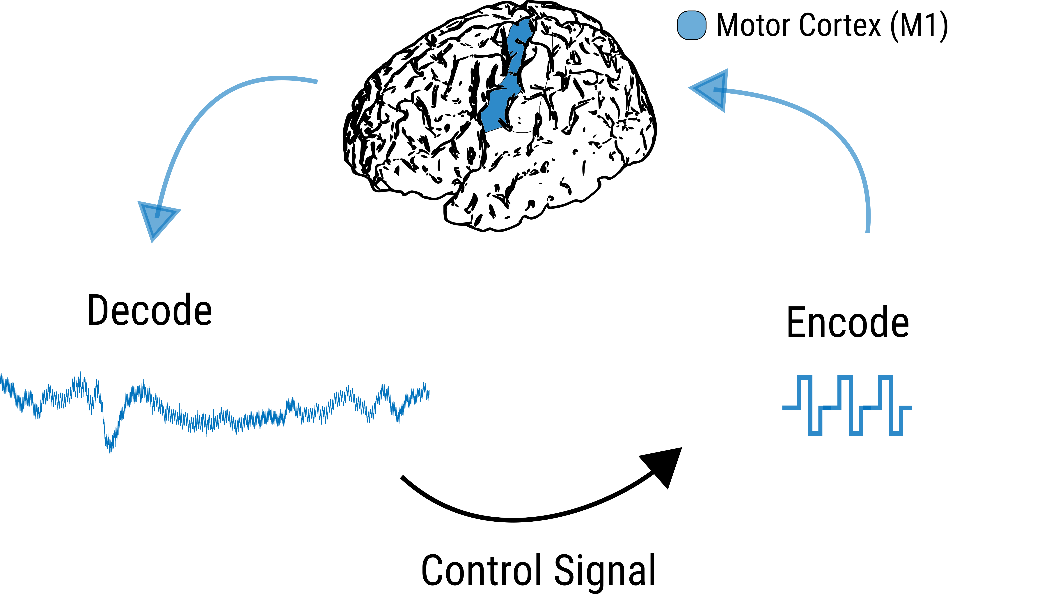 Motor Cortex (M1)
Decode
Encode
Control Signal